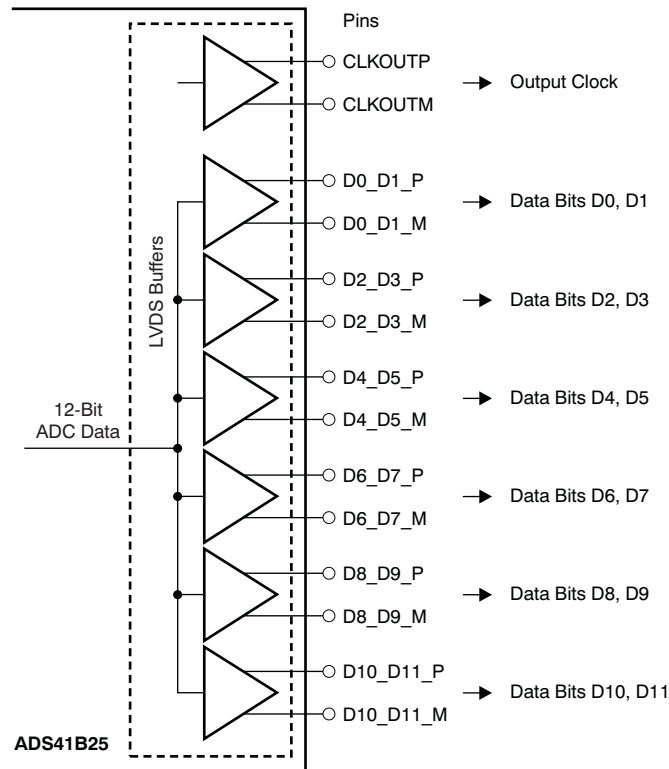 Pins
CLKOUTP
CLKOUTM
Output Clock
D0_D1_P
D0_D1_M
Data Bits D0, D1
D2_D3_P
D2_D3_M
Data Bits D2, D3
LVDS Buffers
D4_D5_P
D4_D5_M
Data Bits D4, D5
12-Bit
ADC Data
D6_D7_P
D6_D7_M
Data Bits D6, D7
D8_D9_P
D8_D9_M
Data Bits D8, D9
D10_D11_P
D10_D11_M
Data Bits D10, D11
ADS41B25